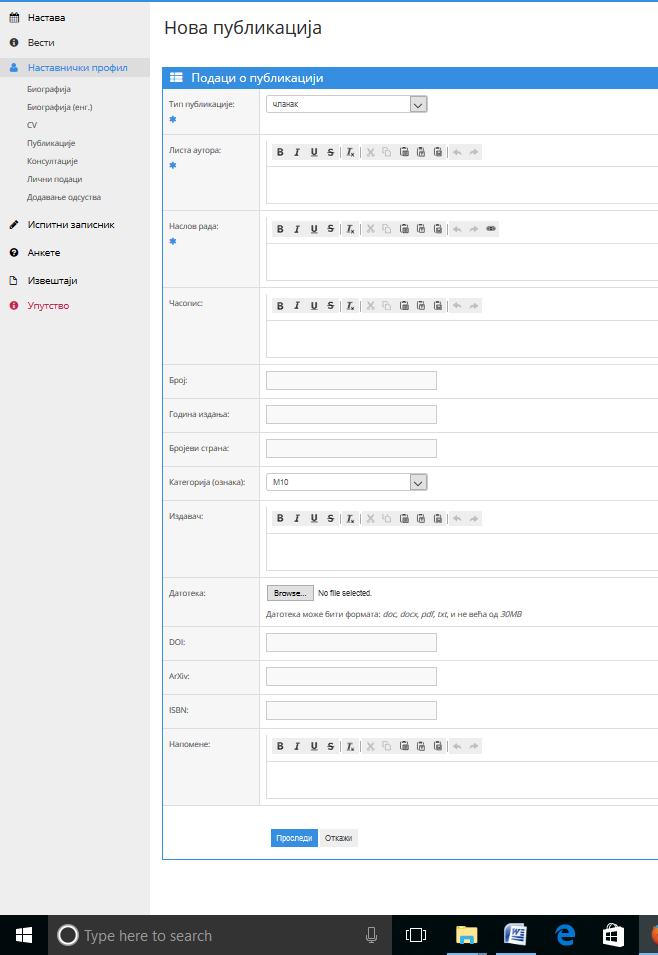 Настава
Вести
Наставнички профил
Биографија
Биографија (енг.)
CV
Публикације
Консултације
Лични подаци
Додавање одсуства
Испитни записник
Анкете
Извештаји
Упутство
Нова публикација
Подаци о публикацији
Тип публикације:
чланак
Листа аутора:
B I U S Tx
Наслов рада:
B I U S Tx
Часопис:
B I U S Tx
Број:
Година издања:
Бројеви страна:
Категорија (ознака):
M10
Издавач:
B I U S Tx
Датотека:
Browse... No file selected.
Датотека може бити формата: doc, docx, pdf, txt, и не већа од 30MB
DOI:
ArXiv:
ISBN:
Напомене:
B I U S Tx
Проследи Откажи
Type here to search